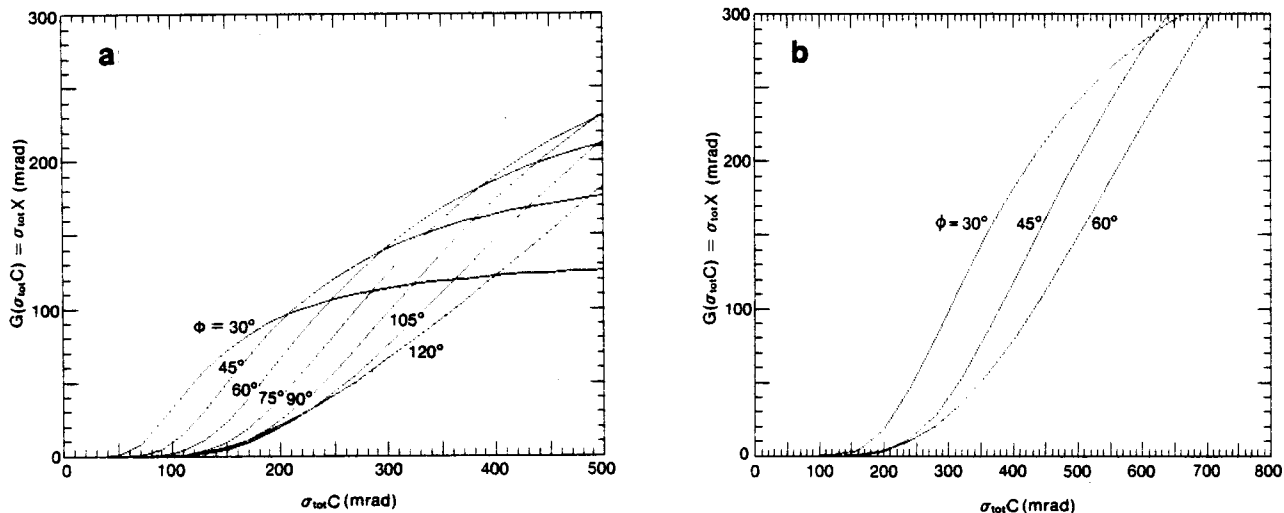 a
300
200
100
0
G(σtotC) = σtotX (mrad)
Φ = 30°
45°
60°
75°
90°
105°
120°
0 100 200 300 400 500
σtotC (mrad)
b
300
200
100
0
G(σtotC) = σtotX (mrad)
ϕ = 30°
45°
60°
0 100 200 300 400 500 600 700 800
σtotC (mrad)